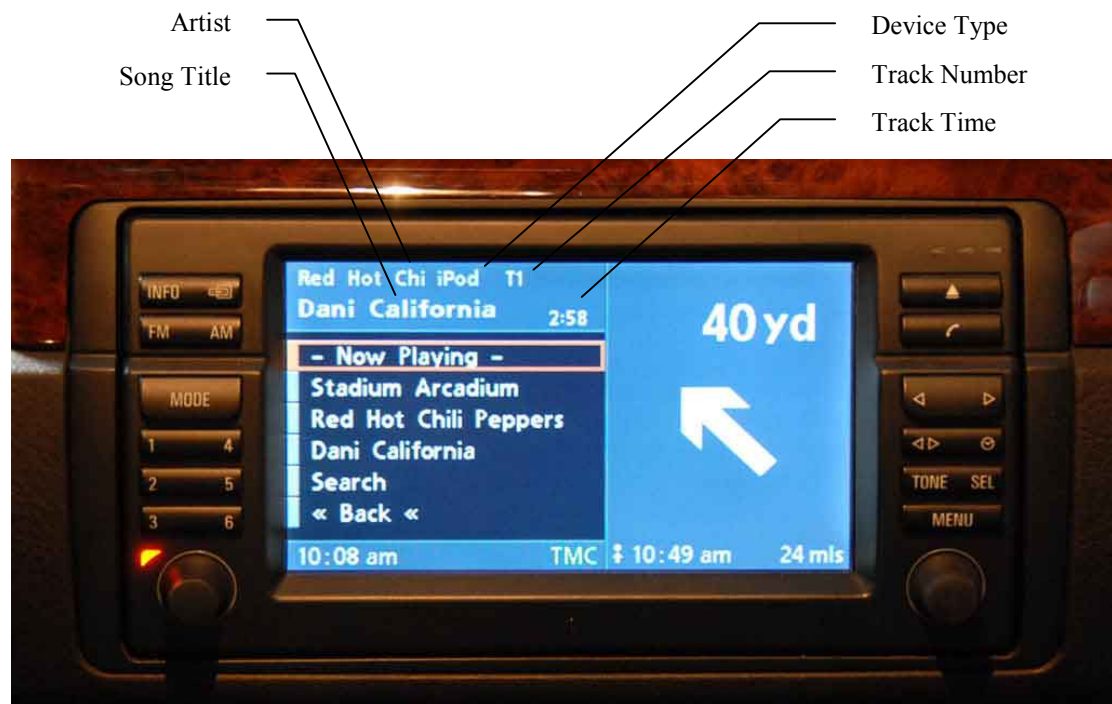 Artist
Song Title
Device Type
Track Number
Track Time
INFO
FM AM
MODE
1 4
2 5
3 6
Red Hot Chi iPod T1
Dani California 2:58
- Now Playing -
Stadium Arcadium
Red Hot Chili Peppers
Dani California
Search
« Back «
10:08 am TMC
40 yd
10:49 am 24 mls
TONE SEL
MENU